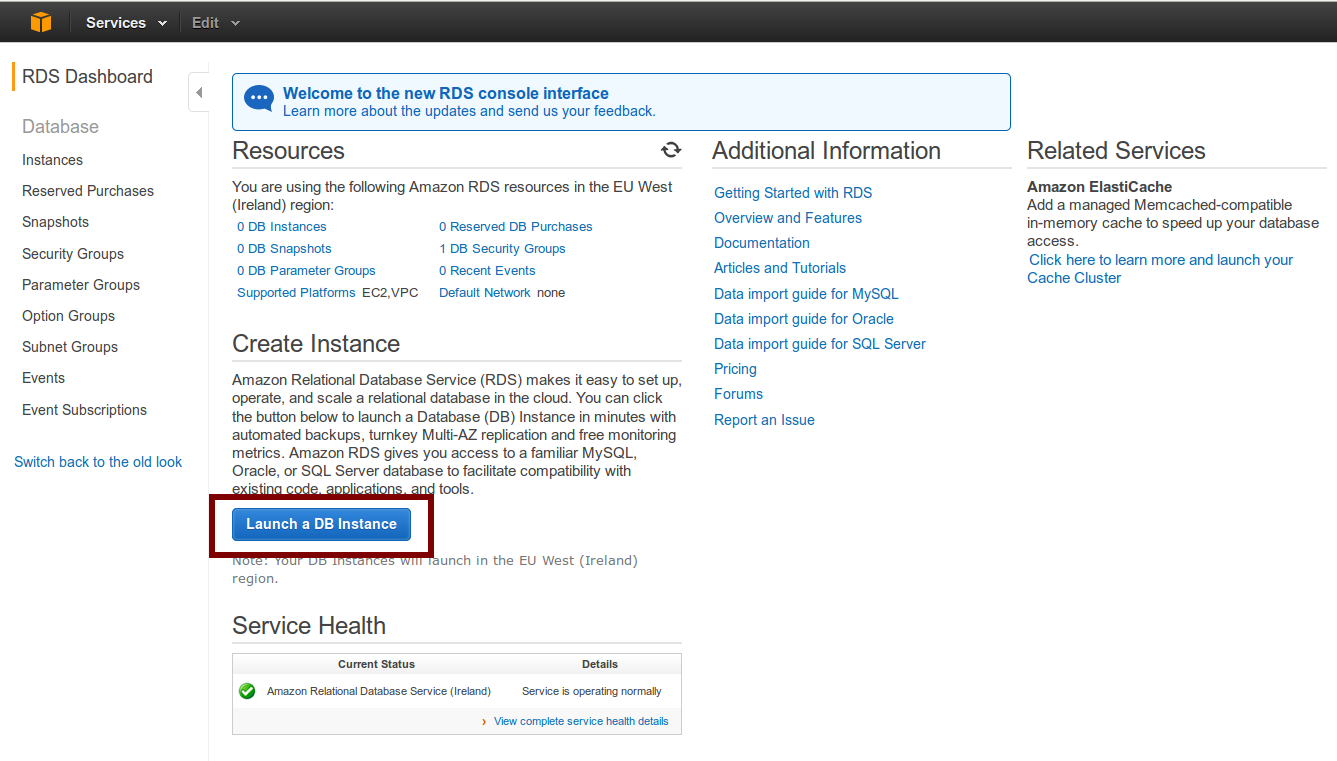 Services Edit
RDS Dashboard
Database
Instances
Reserved Purchases
Snapshots
Security Groups
Parameter Groups
Option Groups
Subnet Groups
Events
Event Subscriptions
Switch back to the old look
Welcome to the new RDS console interface
Learn more about the updates and send us your feedback.
Resources
You are using the following Amazon RDS resources in the EU West
(Ireland) region:
0 DB Instances 0 Reserved DB Purchases
0 DB Snapshots 1 DB Security Groups
0 DB Parameter Groups 0 Recent Events
Supported Platforms EC2,VPC Default Network none
Create Instance
Amazon Relational Database Service (RDS) makes it easy to set up,
operate, and scale a relational database in the cloud. You can click
the button below to launch a Database (DB) Instance in minutes with
automated backups, turnkey Multi-AZ replication and free monitoring
metrics. Amazon RDS gives you access to a familiar MySQL,
Oracle, or SQL Server database to facilitate compatibility with
existing code, applications, and tools.
Launch a DB Instance
Note: Your DB Instances will launch in the EU West (Ireland)
region.
Service Health
Current Status Details
Amazon Relational Database Service (Ireland) Service is operating normally
› View complete service health details
Additional Information
Getting Started with RDS
Overview and Features
Documentation
Articles and Tutorials
Data import guide for MySQL
Data import guide for Oracle
Data import guide for SQL Server
Pricing
Forums
Report an Issue
Related Services
Amazon ElastiCache
Add a managed Memcached-compatible
in-memory cache to speed up your database
access.
Click here to learn more and launch your
Cache Cluster